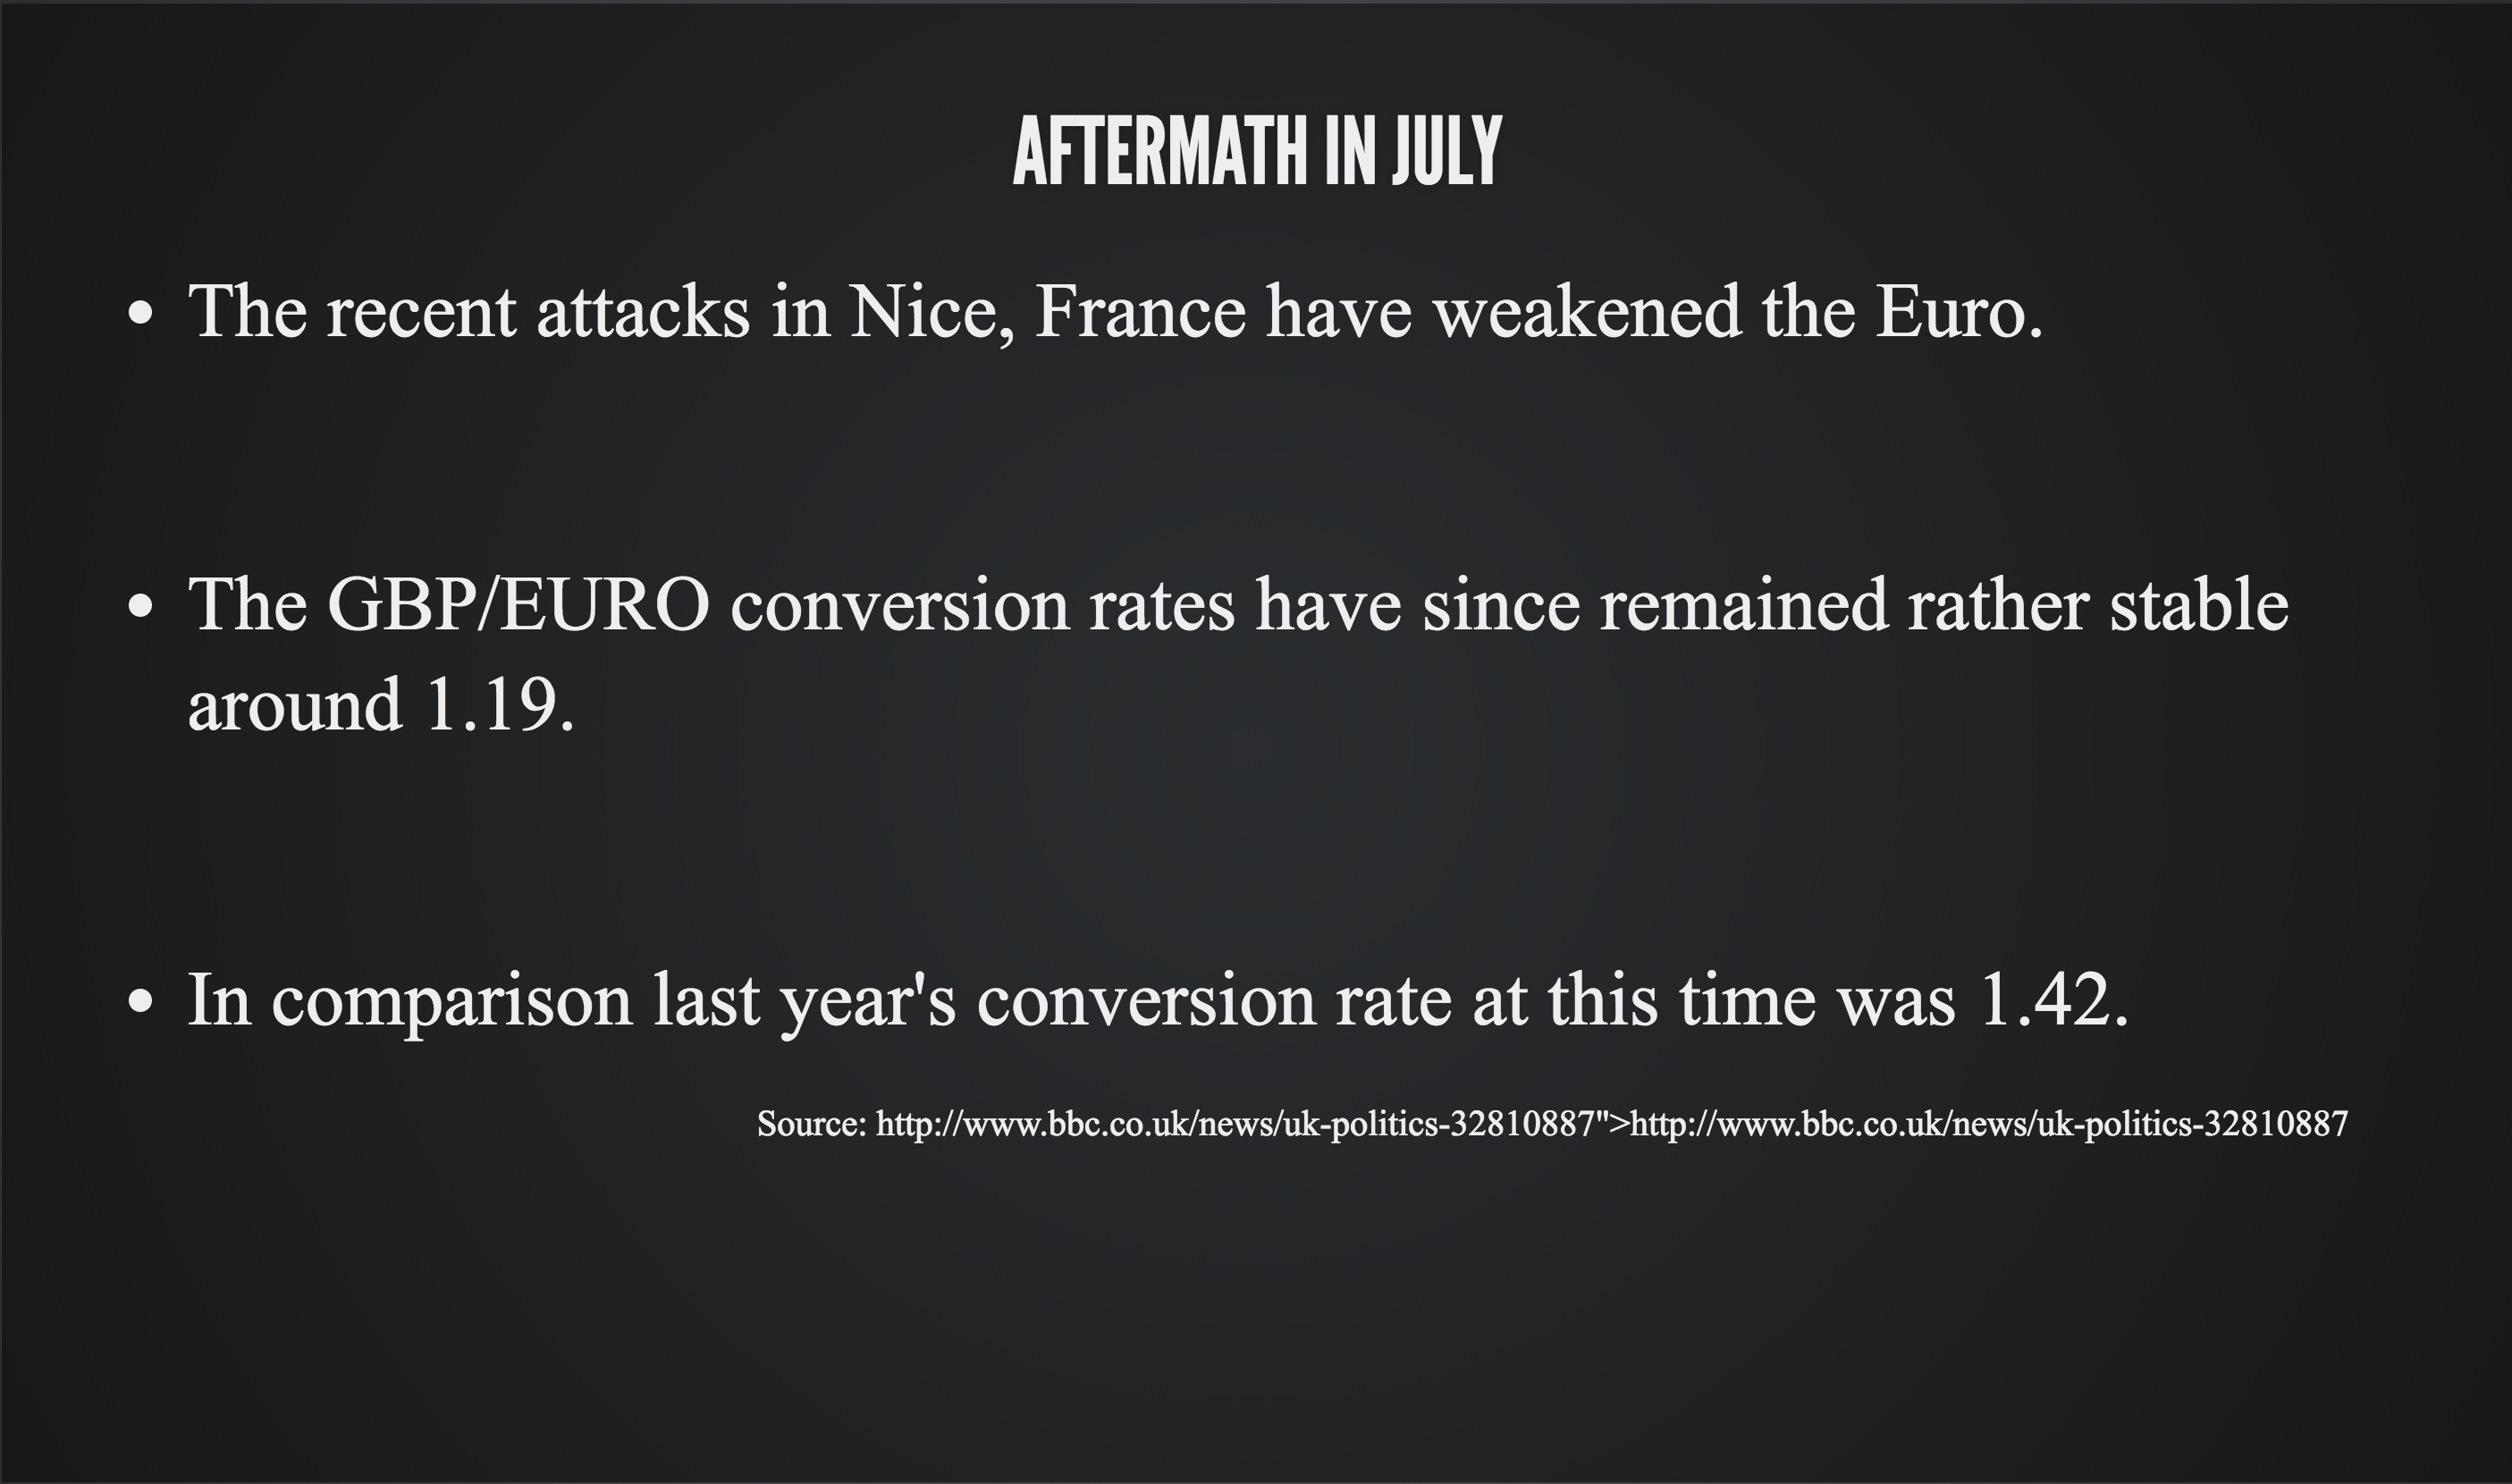 AFTERMATH IN JULY
• The recent attacks in Nice, France have weakened the Euro.
• The GBP/EURO conversion rates have since remained rather stable
around 1.19.
• In comparison last year's conversion rate at this time was 1.42.
Source: http://www.bbc.co.uk/news/uk-politics-32810887">http://www.bbc.co.uk/news/uk-politics-32810887